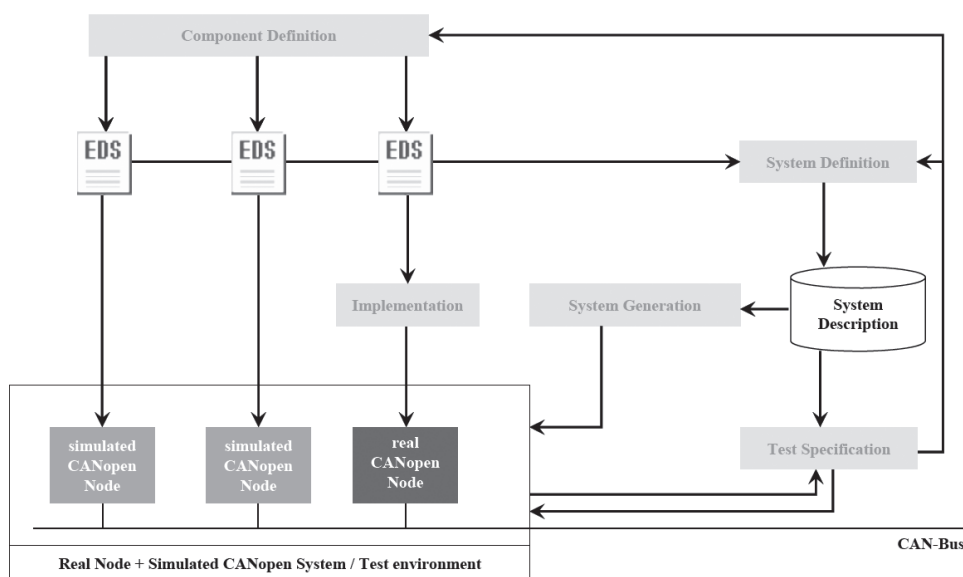 Component Definition
EDS
EDS
EDS
System Definition
Implementation
System Generation
System
Description
simulated
CANopen
Node
simulated
CANopen
Node
real
CANopen
Node
Test Specification
CAN-Bus
Real Node + Simulated CANopen System / Test environment